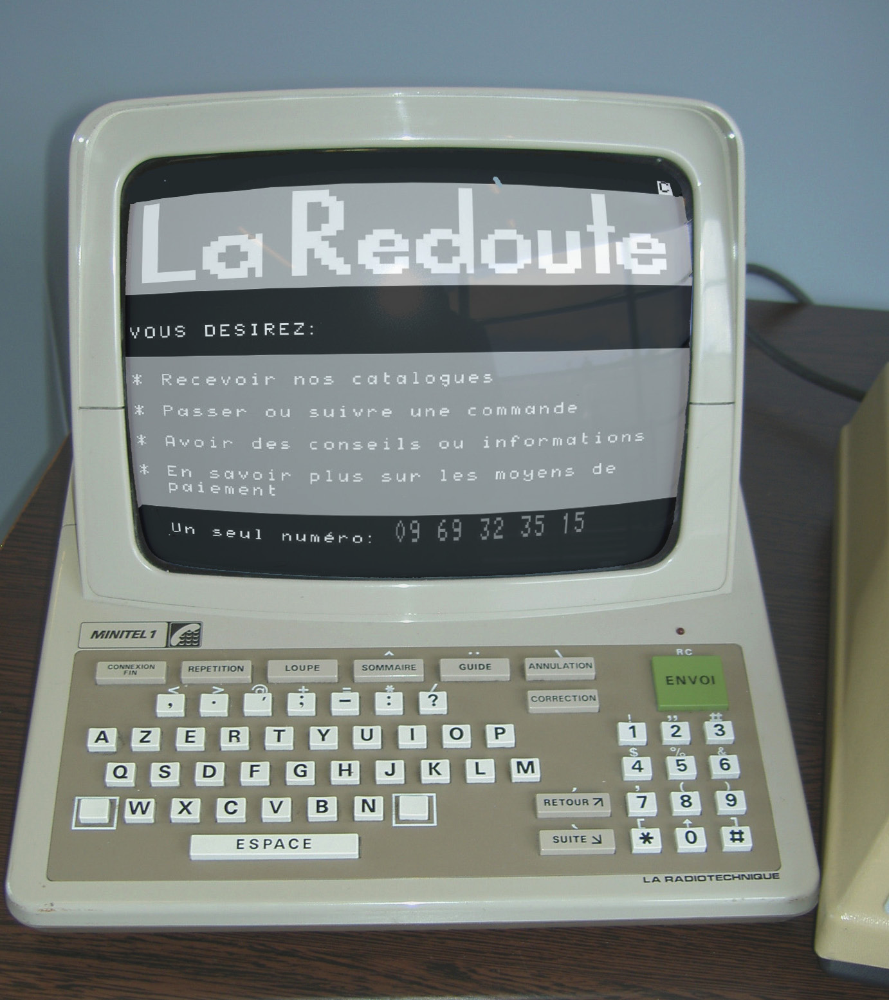 C
La Redoute
VOUS DESIREZ:
* Recevoir nos catalogues
* Passer ou suivre une commande
* Avoir des conseils ou informations
* En savoir plus sur les moyens de
paiement
Un seul numéro: 09 69 32 35 15
MINITEL 1
RC
CONNEXION FIN REPETITION LOUPE SOMMAIRE GUIDE ANNULATION ENVOI
^ ¨ \
< > @ + = * /
, . ' ; - : ? CORRECTION
! " #
A Z E R T Y U I O P 1 2 3
$ % &
Q S D F G H J K L M 4 5 6
' ( )
W X C V B N RETOUR ↗ 7 8 9
[ ↑ ]
ESPACE SUITE ↘ * 0 #
LA RADIOTECHNIQUE